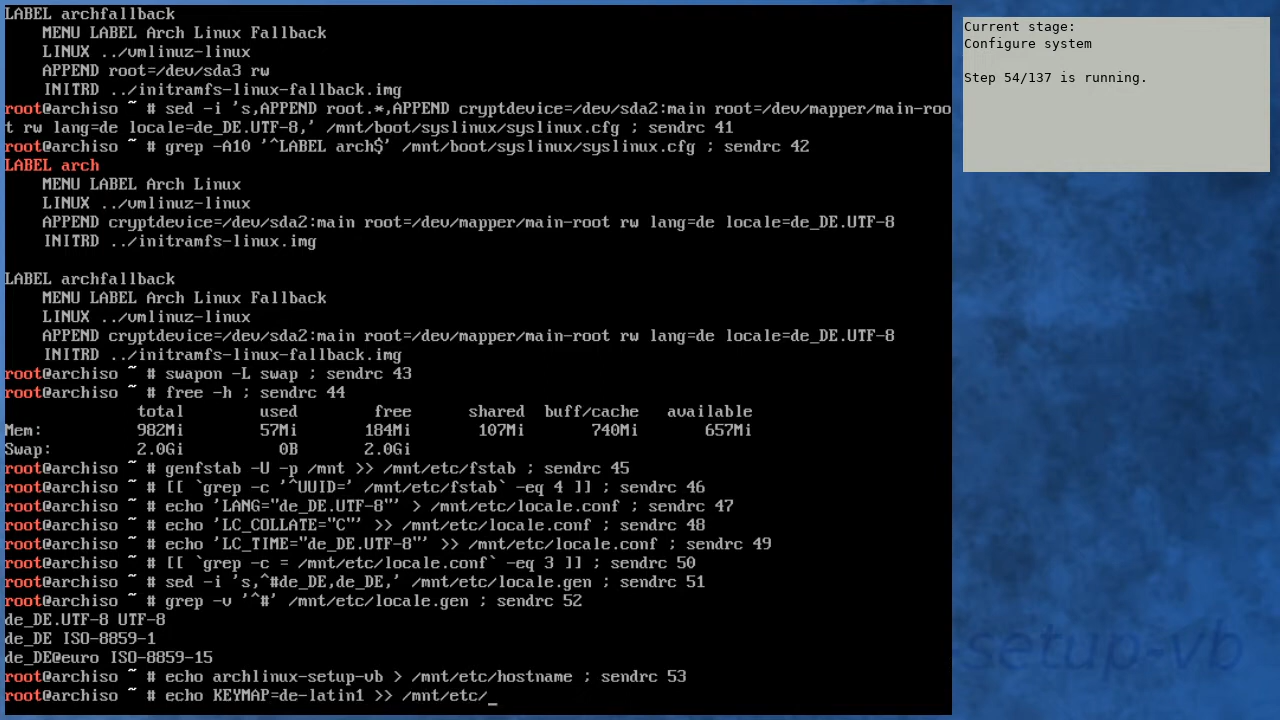 LABEL archfallback
    MENU LABEL Arch Linux Fallback
    LINUX ../vmlinuz-linux
    APPEND root=/dev/sda3 rw
    INITRD ../initramfs-linux-fallback.img
root@archiso ~ # sed -i 's,APPEND root.*,APPEND cryptdevice=/dev/sda2:main root=/dev/mapper/main-roo
t rw lang=de locale=de_DE.UTF-8,' /mnt/boot/syslinux/syslinux.cfg ; sendrc 41
root@archiso ~ # grep -A10 '^LABEL arch$' /mnt/boot/syslinux/syslinux.cfg ; sendrc 42
LABEL arch
    MENU LABEL Arch Linux
    LINUX ../vmlinuz-linux
    APPEND cryptdevice=/dev/sda2:main root=/dev/mapper/main-root rw lang=de locale=de_DE.UTF-8
    INITRD ../initramfs-linux.img

LABEL archfallback
    MENU LABEL Arch Linux Fallback
    LINUX ../vmlinuz-linux
    APPEND cryptdevice=/dev/sda2:main root=/dev/mapper/main-root rw lang=de locale=de_DE.UTF-8
    INITRD ../initramfs-linux-fallback.img
root@archiso ~ # swapon -L swap ; sendrc 43
root@archiso ~ # free -h ; sendrc 44
              total        used        free      shared  buff/cache   available
Mem:          982Mi        57Mi       184Mi       107Mi       740Mi       657Mi
Swap:         2.0Gi          0B       2.0Gi
root@archiso ~ # genfstab -U -p /mnt >> /mnt/etc/fstab ; sendrc 45
root@archiso ~ # [[ `grep -c '^UUID=' /mnt/etc/fstab` -eq 4 ]] ; sendrc 46
root@archiso ~ # echo 'LANG="de_DE.UTF-8"' > /mnt/etc/locale.conf ; sendrc 47
root@archiso ~ # echo 'LC_COLLATE="C"' >> /mnt/etc/locale.conf ; sendrc 48
root@archiso ~ # echo 'LC_TIME="de_DE.UTF-8"' >> /mnt/etc/locale.conf ; sendrc 49
root@archiso ~ # [[ `grep -c = /mnt/etc/locale.conf` -eq 3 ]] ; sendrc 50
root@archiso ~ # sed -i 's,^#de_DE,de_DE,' /mnt/etc/locale.gen ; sendrc 51
root@archiso ~ # grep -v '^#' /mnt/etc/locale.gen ; sendrc 52
de_DE.UTF-8 UTF-8
de_DE ISO-8859-1
de_DE@euro ISO-8859-15
root@archiso ~ # echo archlinux-setup-vb > /mnt/etc/hostname ; sendrc 53
root@archiso ~ # echo KEYMAP=de-latin1 >> /mnt/etc/_
Current stage:
Configure system

Step 54/137 is running.
setup-vb